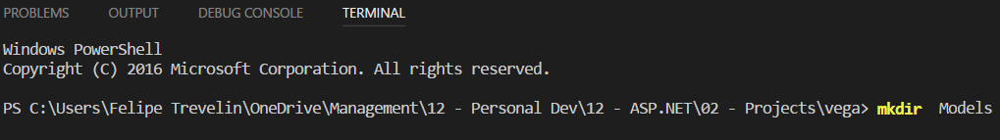 PROBLEMS OUTPUT DEBUG CONSOLE TERMINAL
Windows PowerShell
Copyright (C) 2016 Microsoft Corporation. All rights reserved.
PS C:\Users\Felipe Trevelin\OneDrive\Management\12 - Personal Dev\12 - ASP.NET\02 - Projects\vega> mkdir  Models